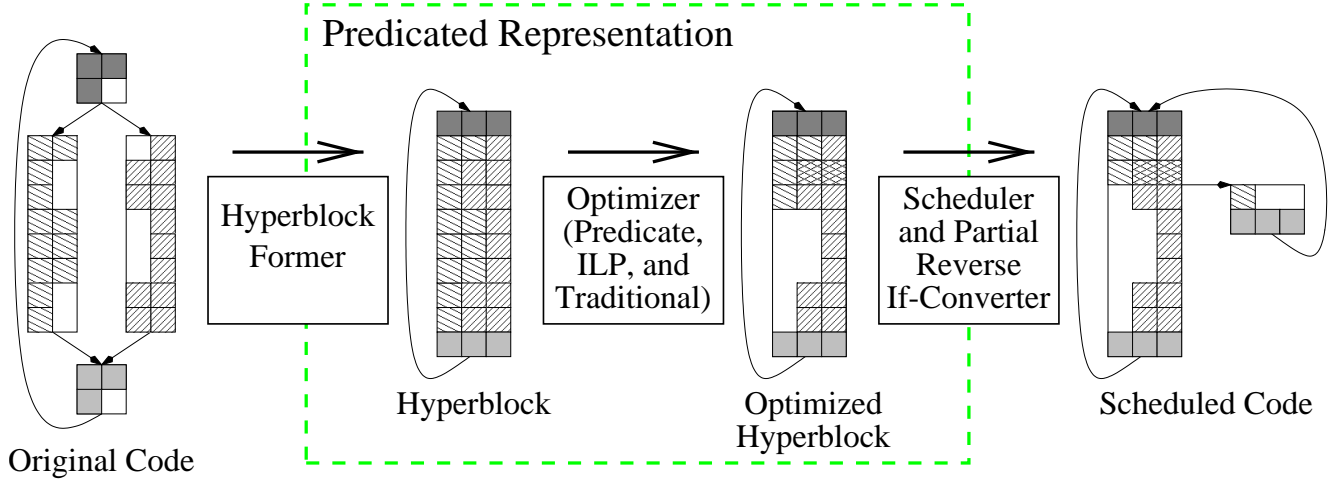 Predicated Representation
Hyperblock
Former
Optimizer
(Predicate,
ILP, and
Traditional)
Scheduler
and Partial
Reverse
If-Converter
Original Code
Hyperblock
Optimized
Hyperblock
Scheduled Code